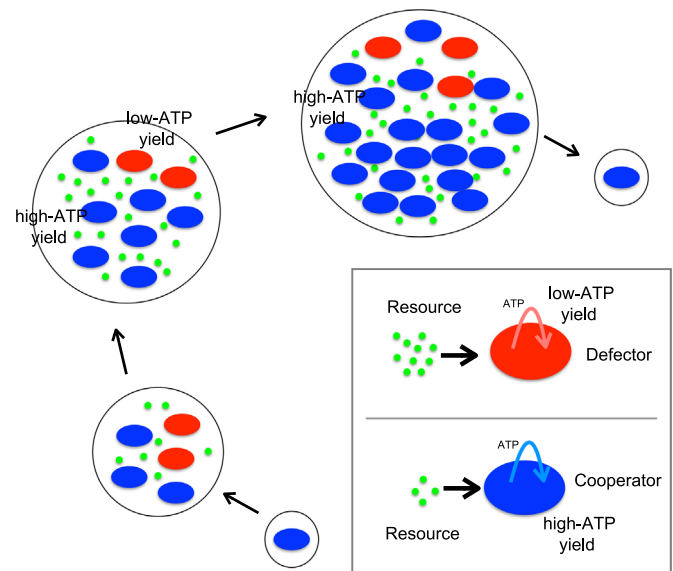 low-ATP
yield
high-ATP
yield
high-ATP
yield
Resource
ATP
low-ATP
yield
Defector
ATP
Cooperator
Resource
high-ATP
yield